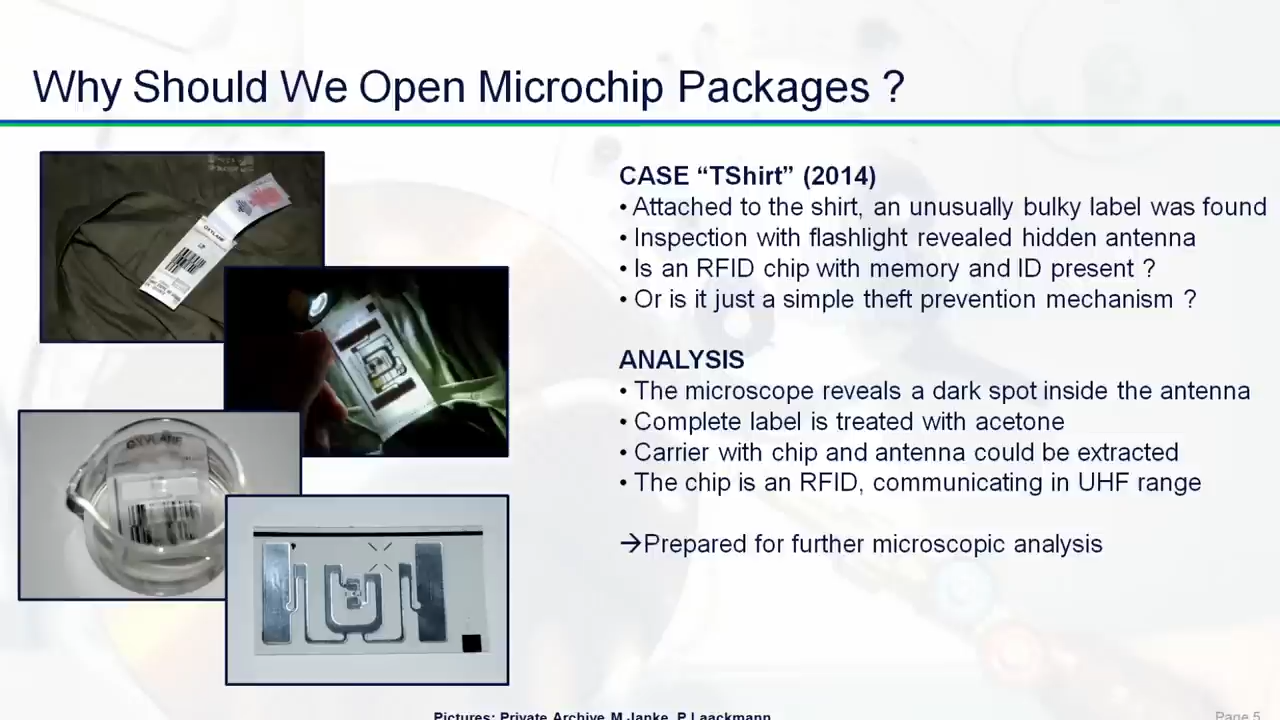 Why Should We Open Microchip Packages ?
CASE “TShirt” (2014)
• Attached to the shirt, an unusually bulky label was found
• Inspection with flashlight revealed hidden antenna
• Is an RFID chip with memory and ID present ?
• Or is it just a simple theft prevention mechanism ?
ANALYSIS
• The microscope reveals a dark spot inside the antenna
• Complete label is treated with acetone
• Carrier with chip and antenna could be extracted
• The chip is an RFID, communicating in UHF range
→Prepared for further microscopic analysis
OXYLANE
OXYLANE
Pictures: Private Archive M.Janke, P.Laackmann
Page 5